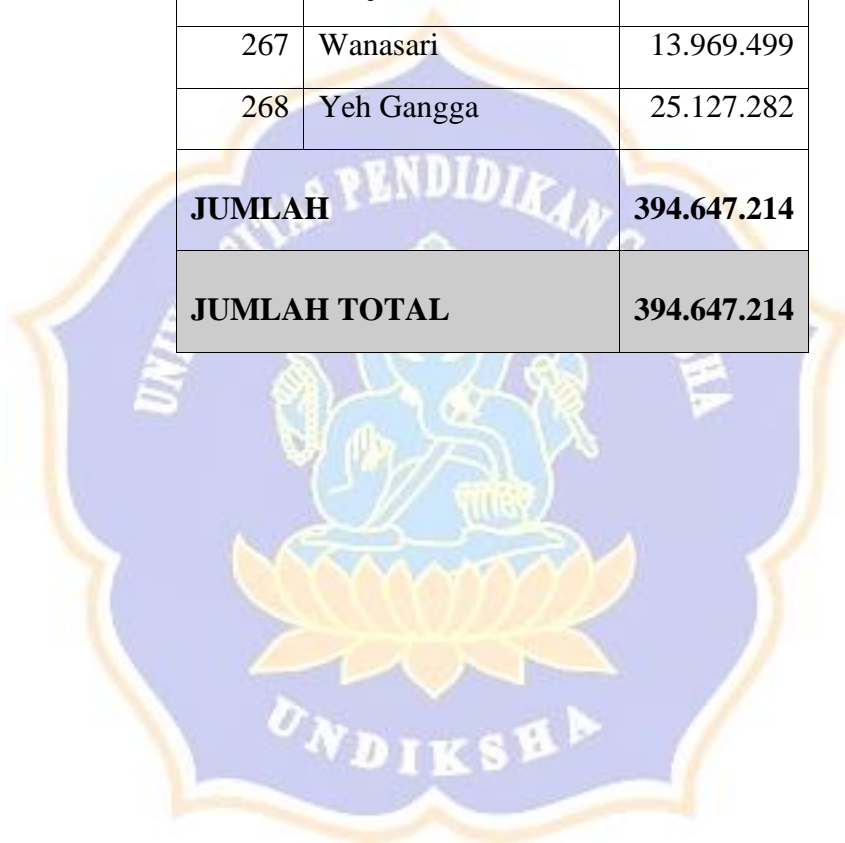 267 Wanasari 13.969.499
268 Yeh Gangga 25.127.282
JUMLAH 394.647.214
JUMLAH TOTAL 394.647.214
UNDIKSHA